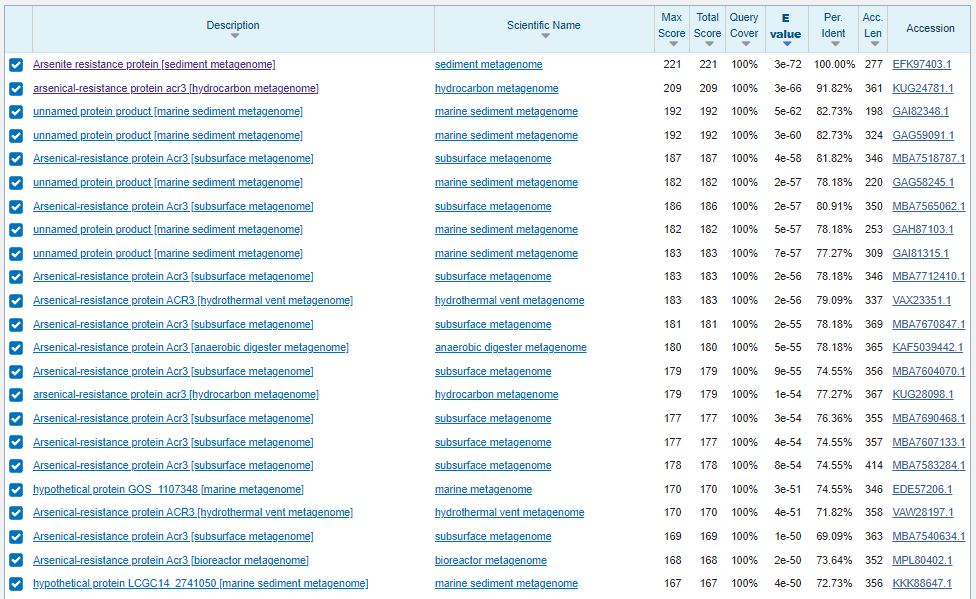 Description Scientific Name Max Score Total Score Query Cover E value Per. Ident Acc. Len Accession
Arsenite resistance protein [sediment metagenome] sediment metagenome 221 221 100% 3e-72 100.00% 277 EFK97403.1
arsenical-resistance protein acr3 [hydrocarbon metagenome] hydrocarbon metagenome 209 209 100% 3e-66 91.82% 361 KUG24781.1
unnamed protein product [marine sediment metagenome] marine sediment metagenome 192 192 100% 5e-62 82.73% 198 GAI82348.1
unnamed protein product [marine sediment metagenome] marine sediment metagenome 192 192 100% 3e-60 82.73% 324 GAG59091.1
Arsenical-resistance protein Acr3 [subsurface metagenome] subsurface metagenome 187 187 100% 4e-58 81.82% 346 MBA7518787.1
unnamed protein product [marine sediment metagenome] marine sediment metagenome 182 182 100% 2e-57 78.18% 220 GAG58245.1
Arsenical-resistance protein Acr3 [subsurface metagenome] subsurface metagenome 186 186 100% 2e-57 80.91% 350 MBA7565062.1
unnamed protein product [marine sediment metagenome] marine sediment metagenome 182 182 100% 5e-57 78.18% 253 GAH87103.1
unnamed protein product [marine sediment metagenome] marine sediment metagenome 183 183 100% 7e-57 77.27% 309 GAI81315.1
Arsenical-resistance protein Acr3 [subsurface metagenome] subsurface metagenome 183 183 100% 2e-56 78.18% 346 MBA7712410.1
Arsenical-resistance protein ACR3 [hydrothermal vent metagenome] hydrothermal vent metagenome 183 183 100% 2e-56 79.09% 337 VAX23351.1
Arsenical-resistance protein Acr3 [subsurface metagenome] subsurface metagenome 181 181 100% 2e-55 78.18% 369 MBA7670847.1
Arsenical-resistance protein Acr3 [anaerobic digester metagenome] anaerobic digester metagenome 180 180 100% 5e-55 78.18% 365 KAF5039442.1
Arsenical-resistance protein Acr3 [subsurface metagenome] subsurface metagenome 179 179 100% 9e-55 74.55% 356 MBA7604070.1
arsenical-resistance protein acr3 [hydrocarbon metagenome] hydrocarbon metagenome 179 179 100% 1e-54 77.27% 367 KUG28098.1
Arsenical-resistance protein Acr3 [subsurface metagenome] subsurface metagenome 177 177 100% 3e-54 76.36% 355 MBA7690468.1
Arsenical-resistance protein Acr3 [subsurface metagenome] subsurface metagenome 177 177 100% 4e-54 74.55% 357 MBA7607133.1
Arsenical-resistance protein Acr3 [subsurface metagenome] subsurface metagenome 178 178 100% 8e-54 74.55% 414 MBA7583284.1
hypothetical protein GOS_1107348 [marine metagenome] marine metagenome 170 170 100% 3e-51 74.55% 346 EDE57206.1
Arsenical-resistance protein ACR3 [hydrothermal vent metagenome] hydrothermal vent metagenome 170 170 100% 4e-51 71.82% 358 VAW28197.1
Arsenical-resistance protein Acr3 [subsurface metagenome] subsurface metagenome 169 169 100% 1e-50 69.09% 363 MBA7540634.1
Arsenical-resistance protein Acr3 [bioreactor metagenome] bioreactor metagenome 168 168 100% 2e-50 73.64% 352 MPL80402.1
hypothetical protein LCGC14_2741050 [marine sediment metagenome] marine sediment metagenome 167 167 100% 4e-50 72.73% 356 KKK88647.1